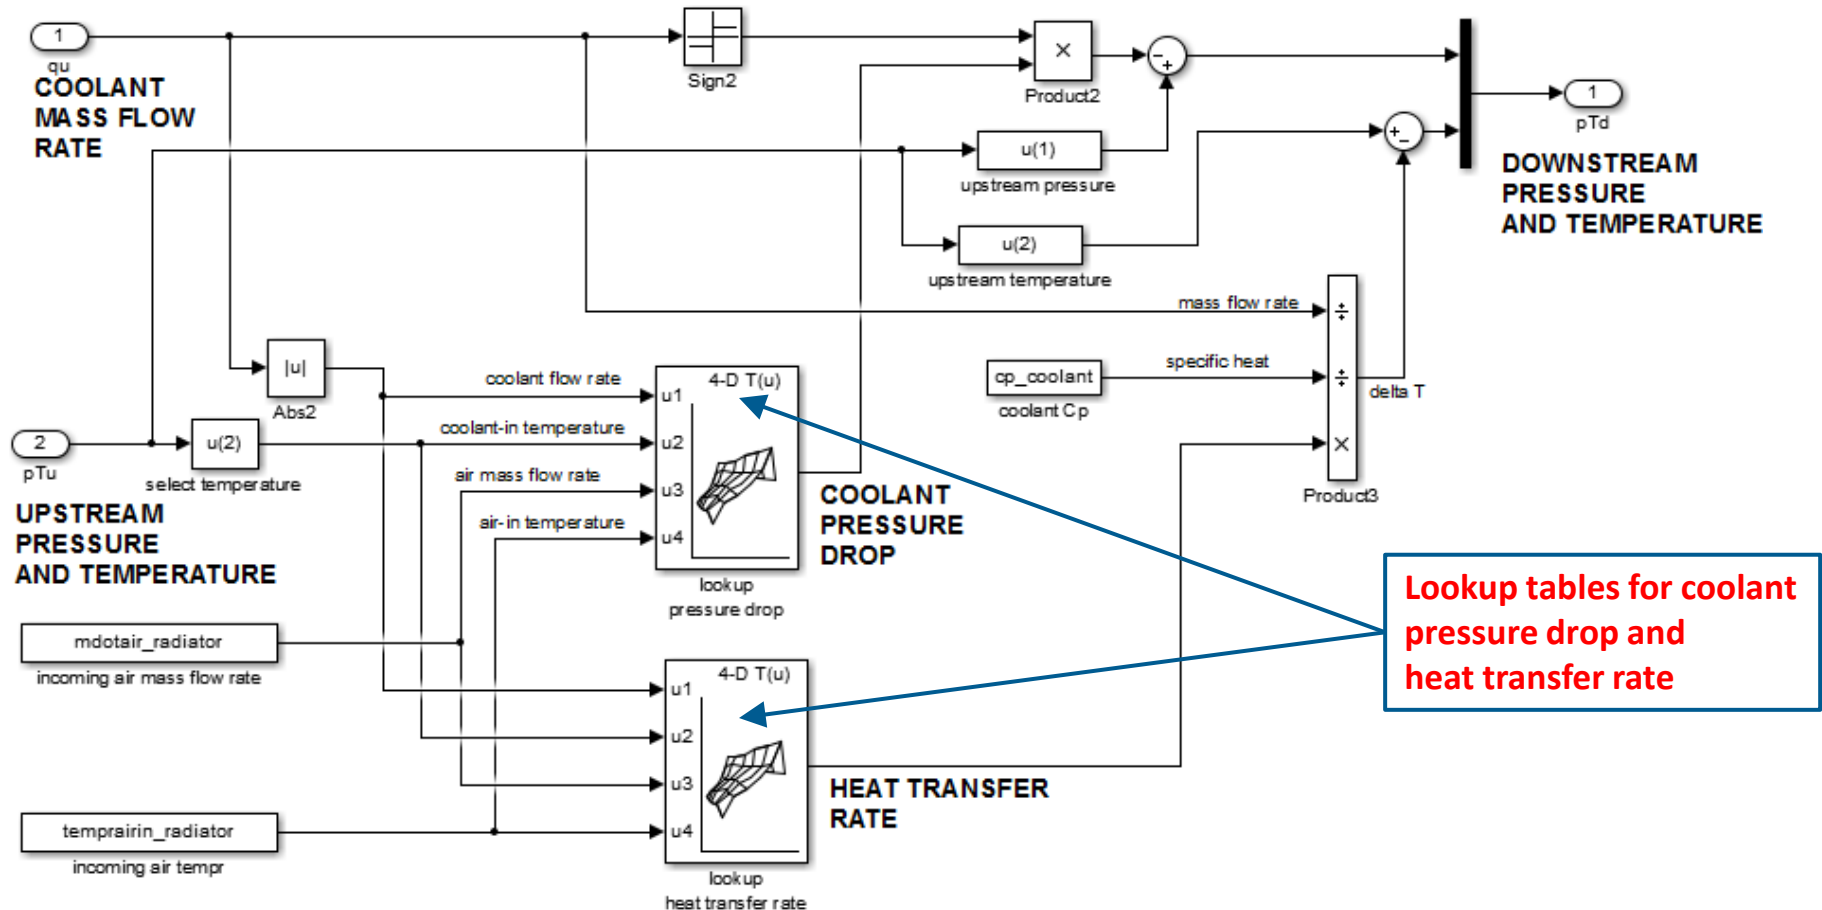 1
qu
COOLANT
MASS FLOW
RATE
Sign2
×
Product2
−
+
u(1)
upstream pressure
u(2)
upstream temperature
+
−
1
pTd
DOWNSTREAM
PRESSURE
AND TEMPERATURE
mass flow rate
÷
specific heat
÷
×
delta T
Product3
cp_coolant
coolant Cp
|u|
Abs2
2
pTu
u(2)
select temperature
UPSTREAM
PRESSURE
AND TEMPERATURE
coolant flow rate
coolant-in temperature
air mass flow rate
air-in temperature
4-D T(u)
u1
u2
u3
u4
lookup
pressure drop
COOLANT
PRESSURE
DROP
mdotair_radiator
incoming air mass flow rate
temprairin_radiator
incoming air tempr
4-D T(u)
u1
u2
u3
u4
lookup
heat transfer rate
HEAT TRANSFER
RATE
Lookup tables for coolant
pressure drop and
heat transfer rate